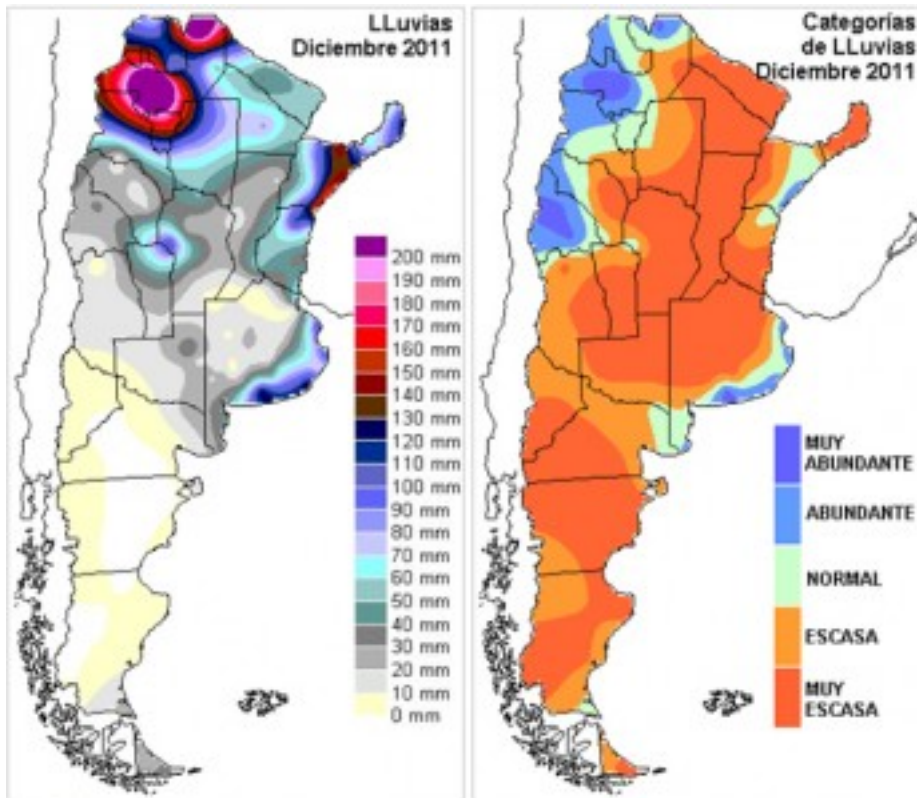 LLuvias
Diciembre 2011
200 mm
190 mm
180 mm
170 mm
160 mm
150 mm
140 mm
130 mm
120 mm
110 mm
100 mm
90 mm
80 mm
70 mm
60 mm
50 mm
40 mm
30 mm
20 mm
10 mm
0 mm
Categorías
de LLuvias
Diciembre 2011
MUY
ABUNDANTE
ABUNDANTE
NORMAL
ESCASA
MUY
ESCASA